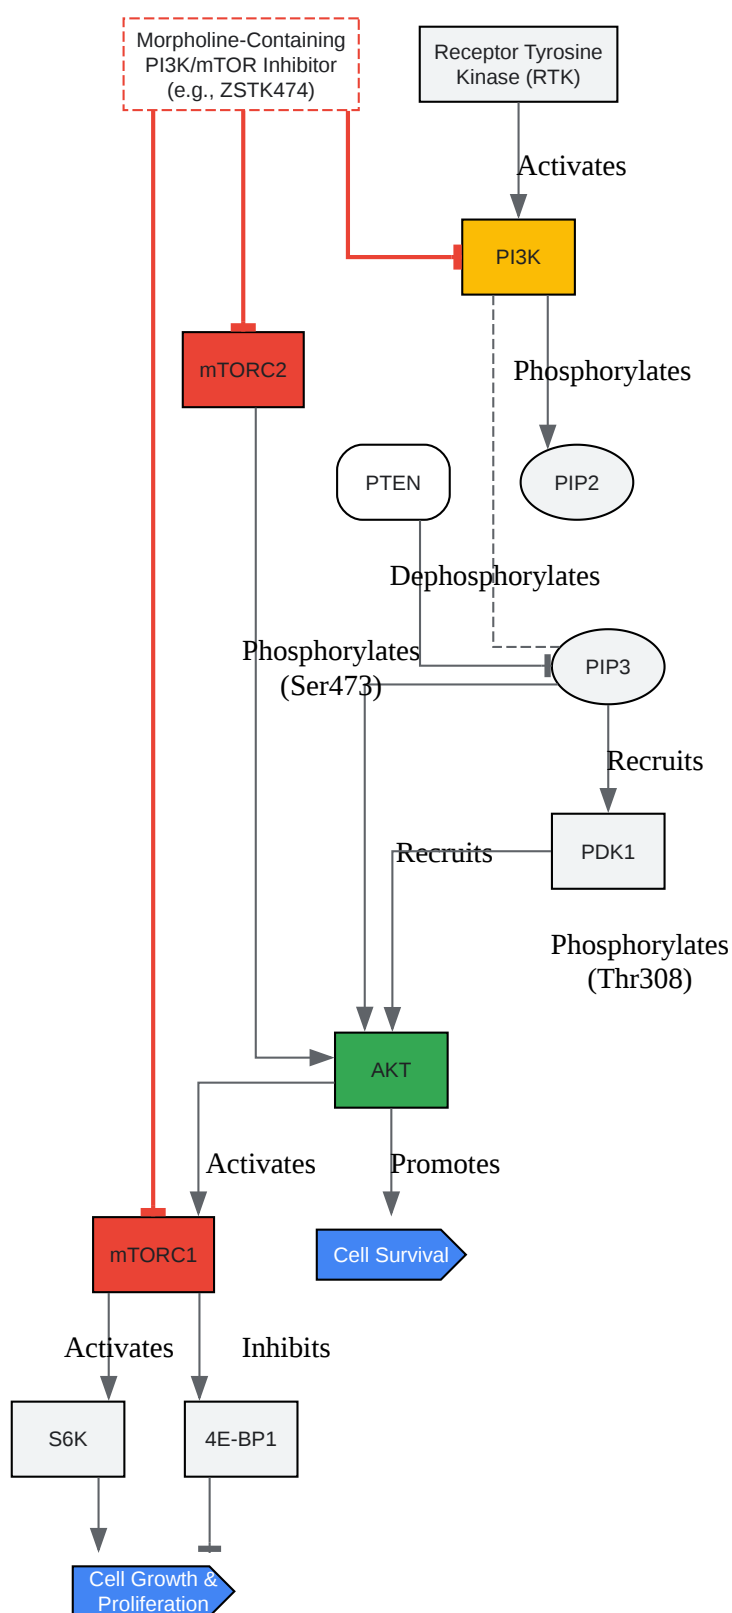 Morpholine-Containing
PI3K/mTOR Inhibitor
(e.g., ZSTK474)
Receptor Tyrosine
Kinase (RTK)
Activates
PI3K
mTORC2
Phosphorylates
PTEN
PIP2
Dephosphorylates
Phosphorylates
(Ser473)
PIP3
Recruits
Recruits
PDK1
Phosphorylates
(Thr308)
AKT
Activates
Promotes
mTORC1
Cell Survival
Activates
Inhibits
S6K
4E-BP1
Cell Growth &
Proliferation